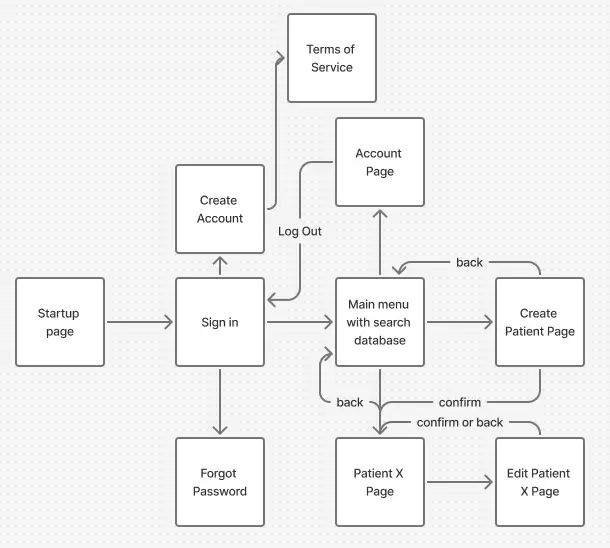 Terms of
Service
Account
Page
Create
Account
Log Out
back
Startup
page
Sign in
Main menu
with search
database
Create
Patient Page
back
confirm
confirm or back
Forgot
Password
Patient X
Page
Edit Patient
X Page